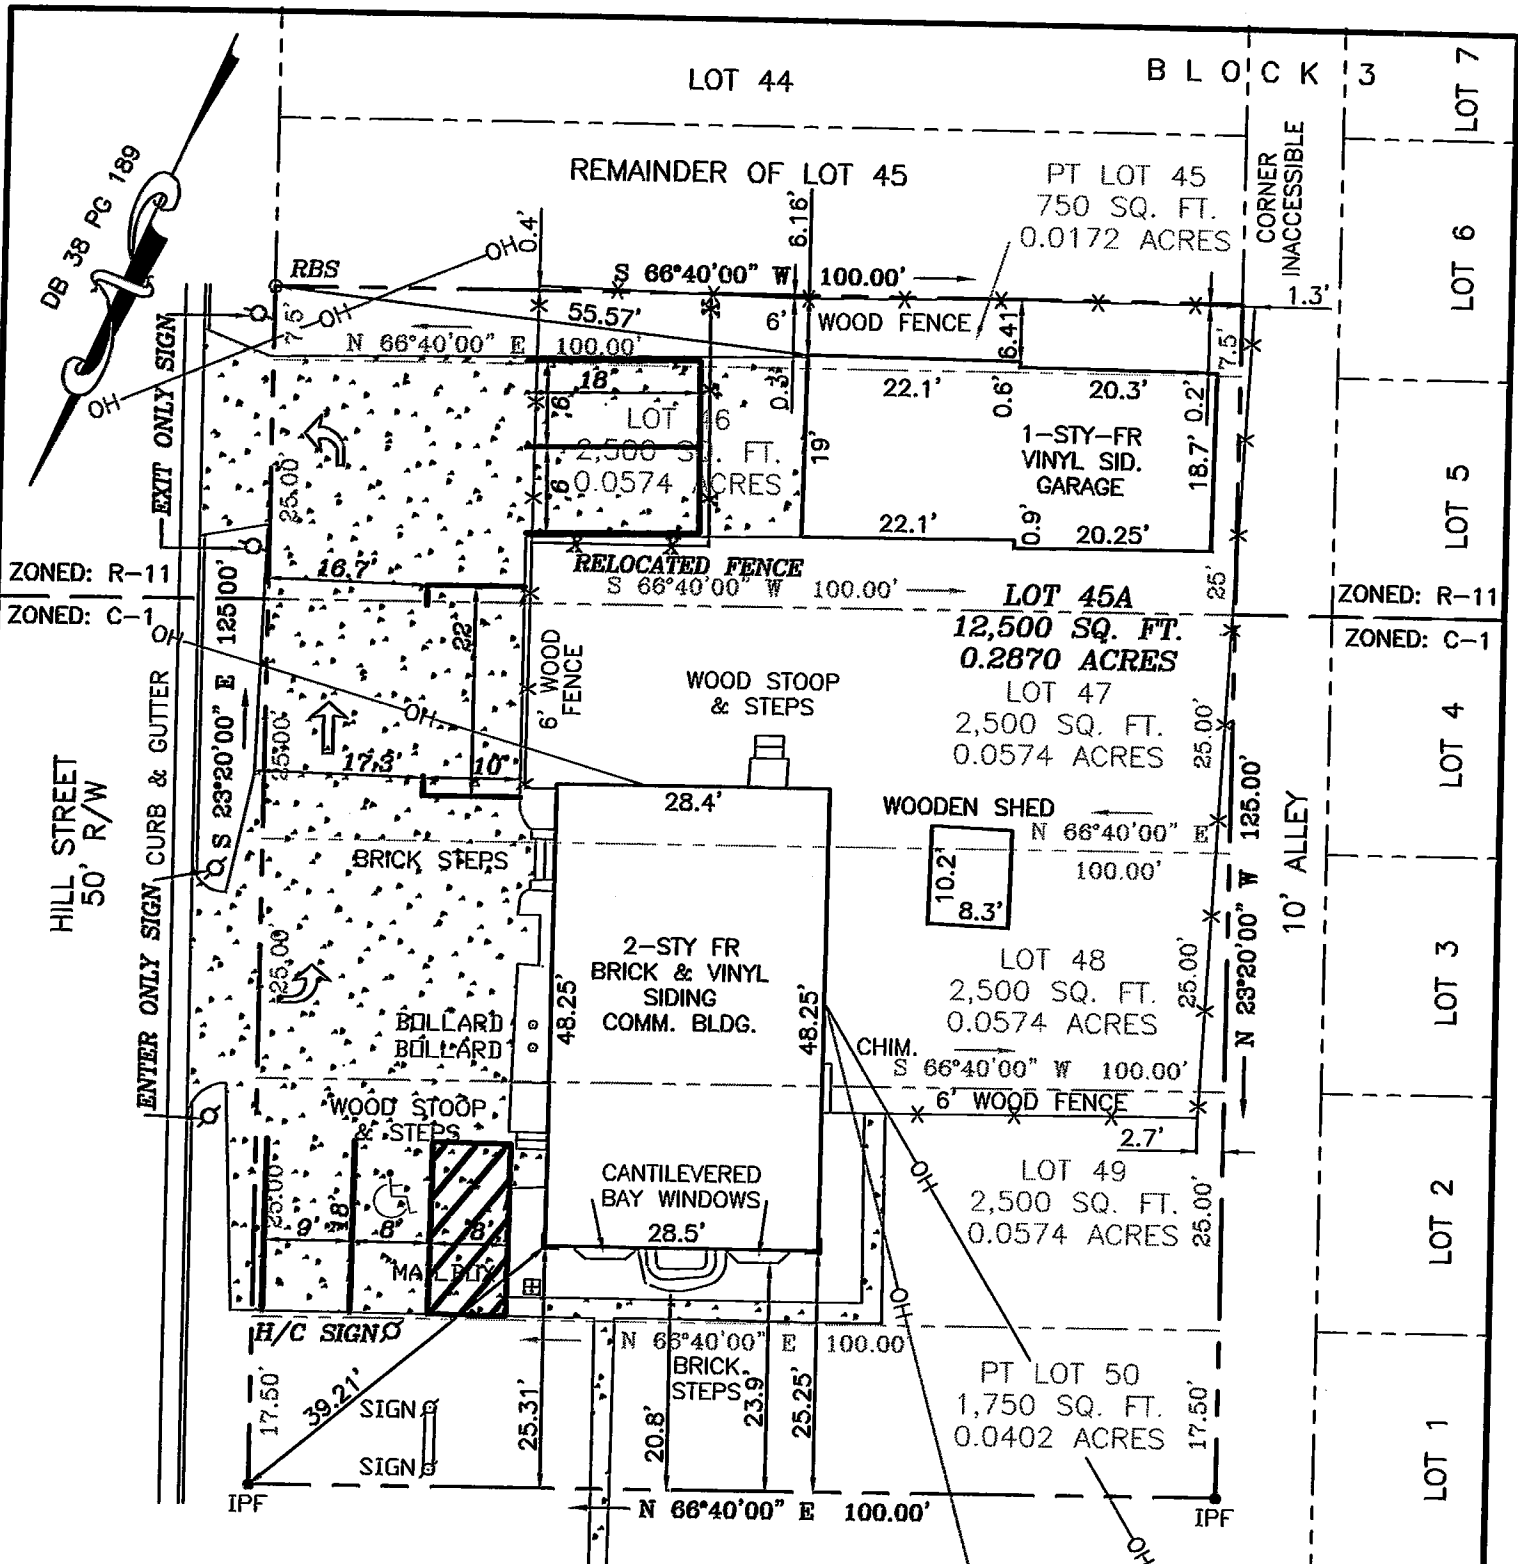 BLOCK 3
LOT 44
LOT 7
DB 38 PG 189
REMAINDER OF LOT 45
PT LOT 45
750 SQ. FT.
0.0172 ACRES
CORNER
INACCESSIBLE
LOT 6
RBS
OH
0.4'
6.16'
S 66°40'00" W 100.00'
1.3'
7.5'
OH
55.57'
6'
WOOD FENCE
6.41'
7.5'
N 66°40'00" E 100.00'
OH
EXIT ONLY SIGN
18
9'
0.3'
22.1'
0.6'
20.3'
0.2'
LOT 46
2,500 SQ. FT.
0.0574 ACRES
9'
19'
1-STY-FR
VINYL SID.
GARAGE
18.7'
LOT 5
25.00'
22.1'
0.9'
20.25'
RELOCATED FENCE
16.7'
S 66°40'00" W 100.00'
25'
ZONED: R-11
ZONED: C-1
ZONED: R-11
ZONED: C-1
LOT 45A
12,500 SQ. FT.
0.2870 ACRES
S 23°20'00" E 125.00'
OH
22'
6' WOOD
FENCE
WOOD STOOP
& STEPS
LOT 47
2,500 SQ. FT.
0.0574 ACRES
25.00'
LOT 4
CURB & GUTTER
25.00'
OH
17.3'
10'
HILL STREET
50' R/W
28.4'
WOODEN SHED
N 66°40'00" E
100.00'
N 23°20'00" W 125.00'
10' ALLEY
BRICK STEPS
10.2'
8.3'
ENTER ONLY SIGN
25.00'
2-STY FR
BRICK & VINYL
SIDING
COMM. BLDG.
LOT 48
2,500 SQ. FT.
0.0574 ACRES
25.00'
LOT 3
BOLLARD
BOLLARD
48.25'
48.25'
CHIM.
S 66°40'00" W 100.00'
6' WOOD FENCE
2.7'
WOOD STOOP
& STEPS
CANTILEVERED
BAY WINDOWS
28.5'
OH
LOT 49
2,500 SQ. FT.
0.0574 ACRES
25.00'
LOT 2
25.00
9'
18'
8'
8'
MAILBOX
OH
H/C SIGN
N 66°40'00" E 100.00'
BRICK
STEPS
17.50'
39.21'
SIGN
SIGN
25.31'
20.8'
23.9'
25.25'
PT LOT 50
1,750 SQ. FT.
0.0402 ACRES
17.50'
LOT 1
IPF
N 66°40'00" E 100.00'
IPF
OH